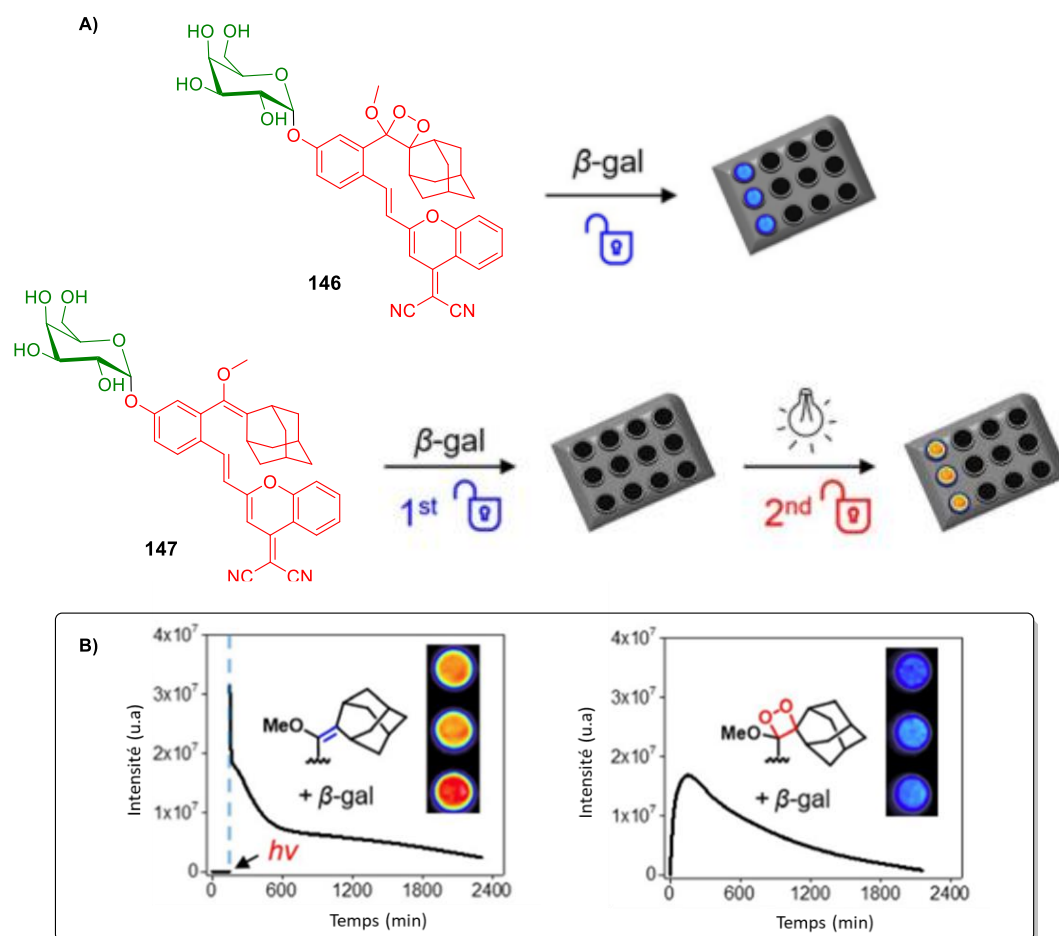 A)
HO OH
HO
O
OH
O
O
O
O
β-gal
O
146
NC CN
HO OH
O
HO
OH
O
O
β-gal
1st
2nd
O
147
NC CN
B)
4x10⁷
3x10⁷
2x10⁷
1x10⁷
0
Intensité (u.a)
MeO
+ β-gal
hν
0 600 1200 1800 2400
Temps (min)
4x10⁷
3x10⁷
2x10⁷
1x10⁷
0
Intensité (u.a)
O
O
MeO
+ β-gal
0 600 1200 1800 2400
Temps (min)